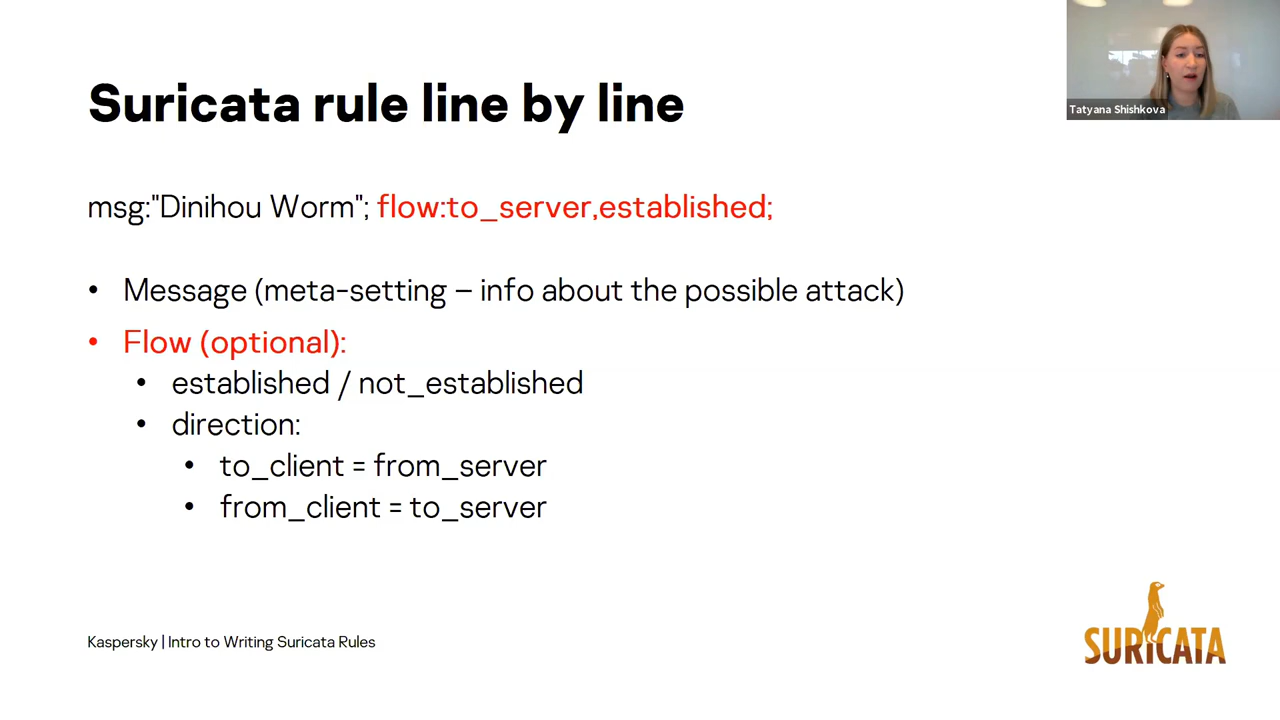 Suricata rule line by line
Tatyana Shishkova
msg:"Dinihou Worm"; flow:to_server,established;
• Message (meta-setting – info about the possible attack)
• Flow (optional):
• established / not_established
• direction:
• to_client = from_server
• from_client = to_server
Kaspersky | Intro to Writing Suricata Rules
SURICATA